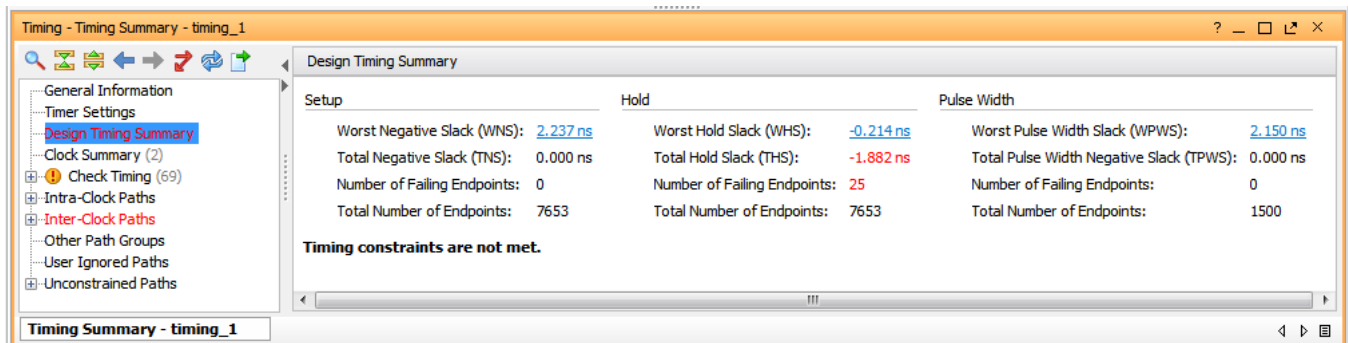 Timing - Timing Summary - timing_1
Design Timing Summary
General Information
Timer Settings
Design Timing Summary
Clock Summary (2)
Check Timing (69)
Intra-Clock Paths
Inter-Clock Paths
Other Path Groups
User Ignored Paths
Unconstrained Paths
Setup Hold Pulse Width
Worst Negative Slack (WNS): 2.237 ns Worst Hold Slack (WHS): -0.214 ns Worst Pulse Width Slack (WPWS): 2.150 ns
Total Negative Slack (TNS): 0.000 ns Total Hold Slack (THS): -1.882 ns Total Pulse Width Negative Slack (TPWS): 0.000 ns
Number of Failing Endpoints: 0 Number of Failing Endpoints: 25 Number of Failing Endpoints: 0
Total Number of Endpoints: 7653 Total Number of Endpoints: 7653 Total Number of Endpoints: 1500
Timing constraints are not met.
Timing Summary - timing_1